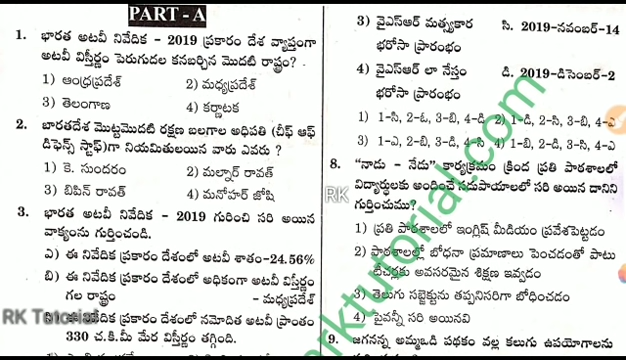 PART - A
1. భారత అటవీ నివేదిక - 2019 ప్రకారం దేశ వ్యాప్తంగా
అటవీ విస్తీర్ణం పెరుగుదల కనబర్చిన మొదటి రాష్ట్రం?
1) ఆంధ్రప్రదేశ్ 2) మధ్యప్రదేశ్
3) తెలంగాణ 4) కర్ణాటక
2. భారతదేశ మొట్టమొదటి రక్షణ బలగాల అధిపతి (చీఫ్ ఆఫ్
డిఫెన్స్ స్టాఫ్)గా నియమితులయిన వారు ఎవరు ?
1) కె. సుందరం 2) మల్నార్ రావత్
3) బిపిన్ రావత్ 4) మనోహర్ జోషి
3. భారత అటవీ నివేదిక - 2019 గురించి సరి అయిన
వాక్యంను గుర్తించండి.
ఎ) ఈ నివేదిక ప్రకారం దేశంలో అటవీ శాతం-24.56%
బి) ఈ నివేదిక ప్రకారం దేశంలో అధికంగా అటవీ విస్తీర్ణం
గల రాష్ట్రం - మధ్యప్రదేశ్
RK Tutorial ఈ నివేదిక ప్రకారం దేశంలో నమోదిత అటవీ ప్రాంతం
330 చ.కి.మీ మేర విస్తీర్ణం తగ్గింది.
3) వైఎస్ఆర్ మత్స్యకార సి. 2019-నవంబర్-14
భరోసా ప్రారంభం
4) వైఎస్ఆర్ లా నేస్తం డి. 2019-డిసెంబర్-2
భరోసా ప్రారంభం
1) 1-సి, 2-ఓ, 3-బి, 4-డి 2) 1-డి, 2-సి, 3-బి, 4-ఎ
3) 1-ఎ, 2-బి, 3-డి, 4-సి 4) 1-బి, 2-డి, 3-సి, 4-ఎ
8. "నాడు - నేడు" కార్యక్రమం క్రింద ప్రతి పాఠశాలలో
విద్యార్థులకు అందించే సదుపాయాలలో సరి అయిన దానిని
గుర్తించుము?
RK
1) ప్రతి పాఠశాలలో ఇంగ్లీష్ మీడియం ప్రవేశపెట్టడం
2) పాఠశాలల్లో బోధనా ప్రమాణాలు పెంచడంతో పాటు
టీచర్లకు అవసరమైన శిక్షణ ఇవ్వడం
3) తెలుగు సబ్జెక్టును తప్పనిసరిగా బోధించడం
4) పైవన్నీ సరి అయినవి
9. జగనన్న అమ్మఒడి పథకం వల్ల కలుగు ఉపయోగాలను
rktutorial.com